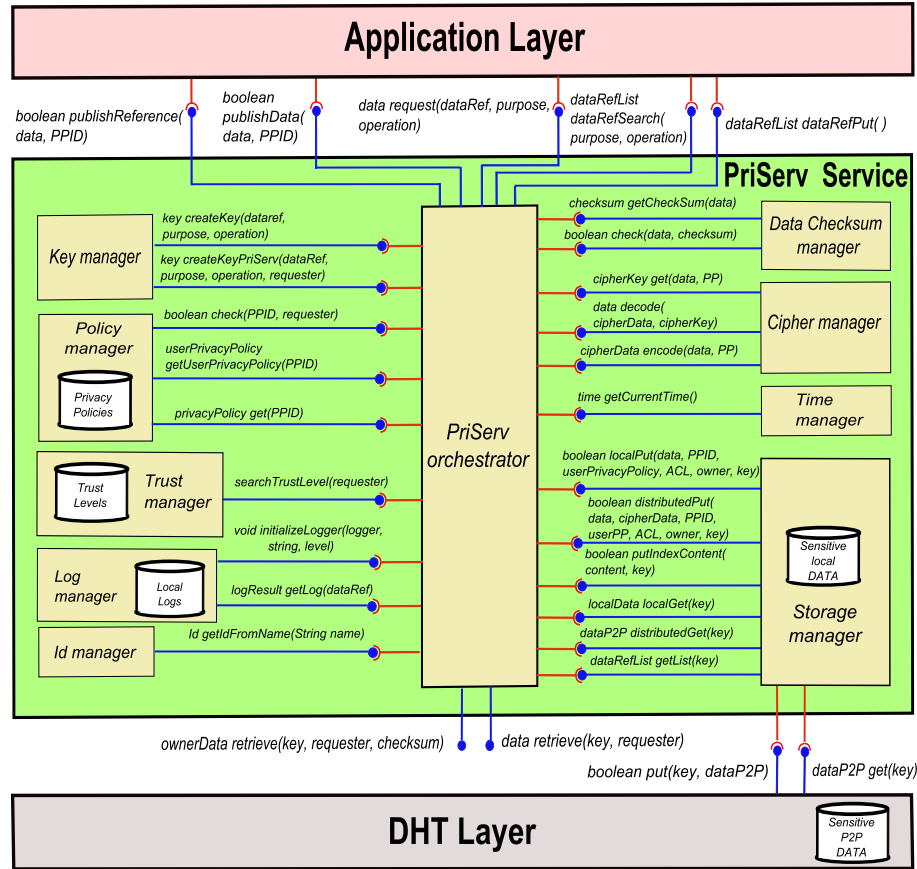 Application Layer
boolean publishReference(
data, PPID)
boolean
publishData(
data, PPID)
data request(dataRef, purpose,
operation)
dataRefList
dataRefSearch(
purpose, operation)
dataRefList dataRefPut( )
PriServ Service
Key manager
key createKey(dataref,
purpose, operation)
key createKeyPriServ(dataRef,
purpose, operation, requester)
Policy
manager
Privacy
Policies
boolean check(PPID, requester)
userPrivacyPolicy
getUserPrivacyPolicy(PPID)
privacyPolicy get(PPID)
Trust
Levels
Trust
manager
searchTrustLevel(requester)
Log
manager
Local
Logs
void initializeLogger(logger,
string, level)
logResult getLog(dataRef)
Id manager
Id getIdFromName(String name)
PriServ
orchestrator
checksum getCheckSum(data)
boolean check(data, checksum)
Data Checksum
manager
cipherKey get(data, PP)
data decode(
cipherData, cipherKey)
cipherData encode(data, PP)
Cipher manager
time getCurrentTime()
Time
manager
boolean localPut(data, PPID,
userPrivacyPolicy, ACL, owner, key)
boolean distributedPut(
data, cipherData, PPID,
userPP, ACL, owner, key)
boolean putIndexContent(
content, key)
localData localGet(key)
dataP2P distributedGet(key)
dataRefList getList(key)
Sensitive
local
DATA
Storage
manager
ownerData retrieve(key, requester, checksum)
data retrieve(key, requester)
boolean put(key, dataP2P)
dataP2P get(key)
DHT Layer
Sensitive
P2P
DATA